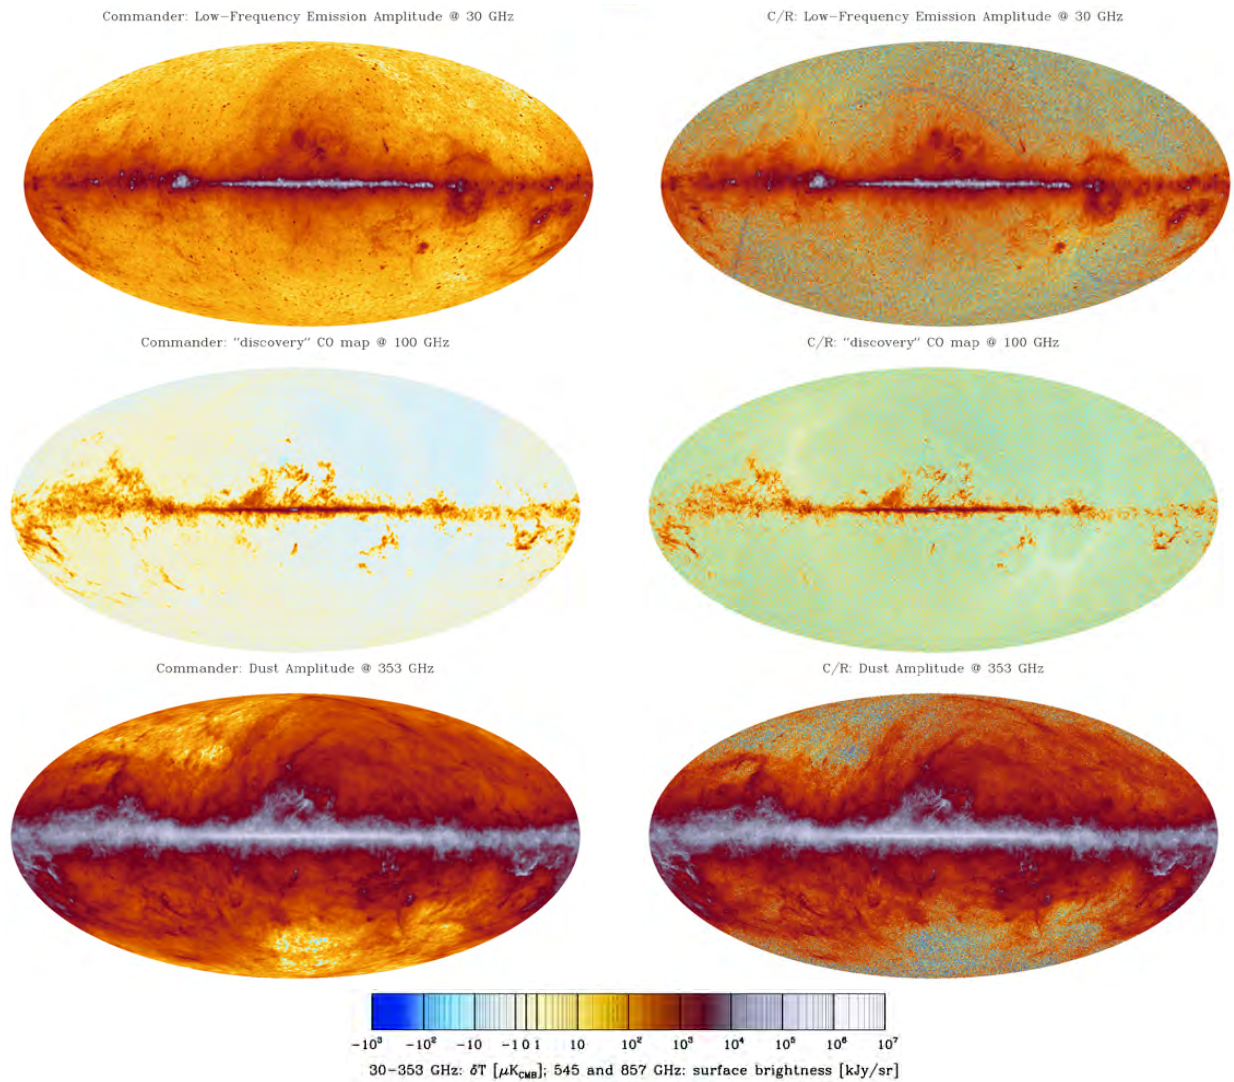 Commander: Low-Frequency Emission Amplitude @ 30 GHz
C/R: Low-Frequency Emission Amplitude @ 30 GHz
Commander: "discovery" CO map @ 100 GHz
C/R: "discovery" CO map @ 100 GHz
Commander: Dust Amplitude @ 353 GHz
C/R: Dust Amplitude @ 353 GHz
-10³ -10² -10 -1 0 1 10 10² 10³ 10⁴ 10⁵ 10⁶ 10⁷
30-353 GHz: δT [μK_CMB]; 545 and 857 GHz: surface brightness [kJy/sr]